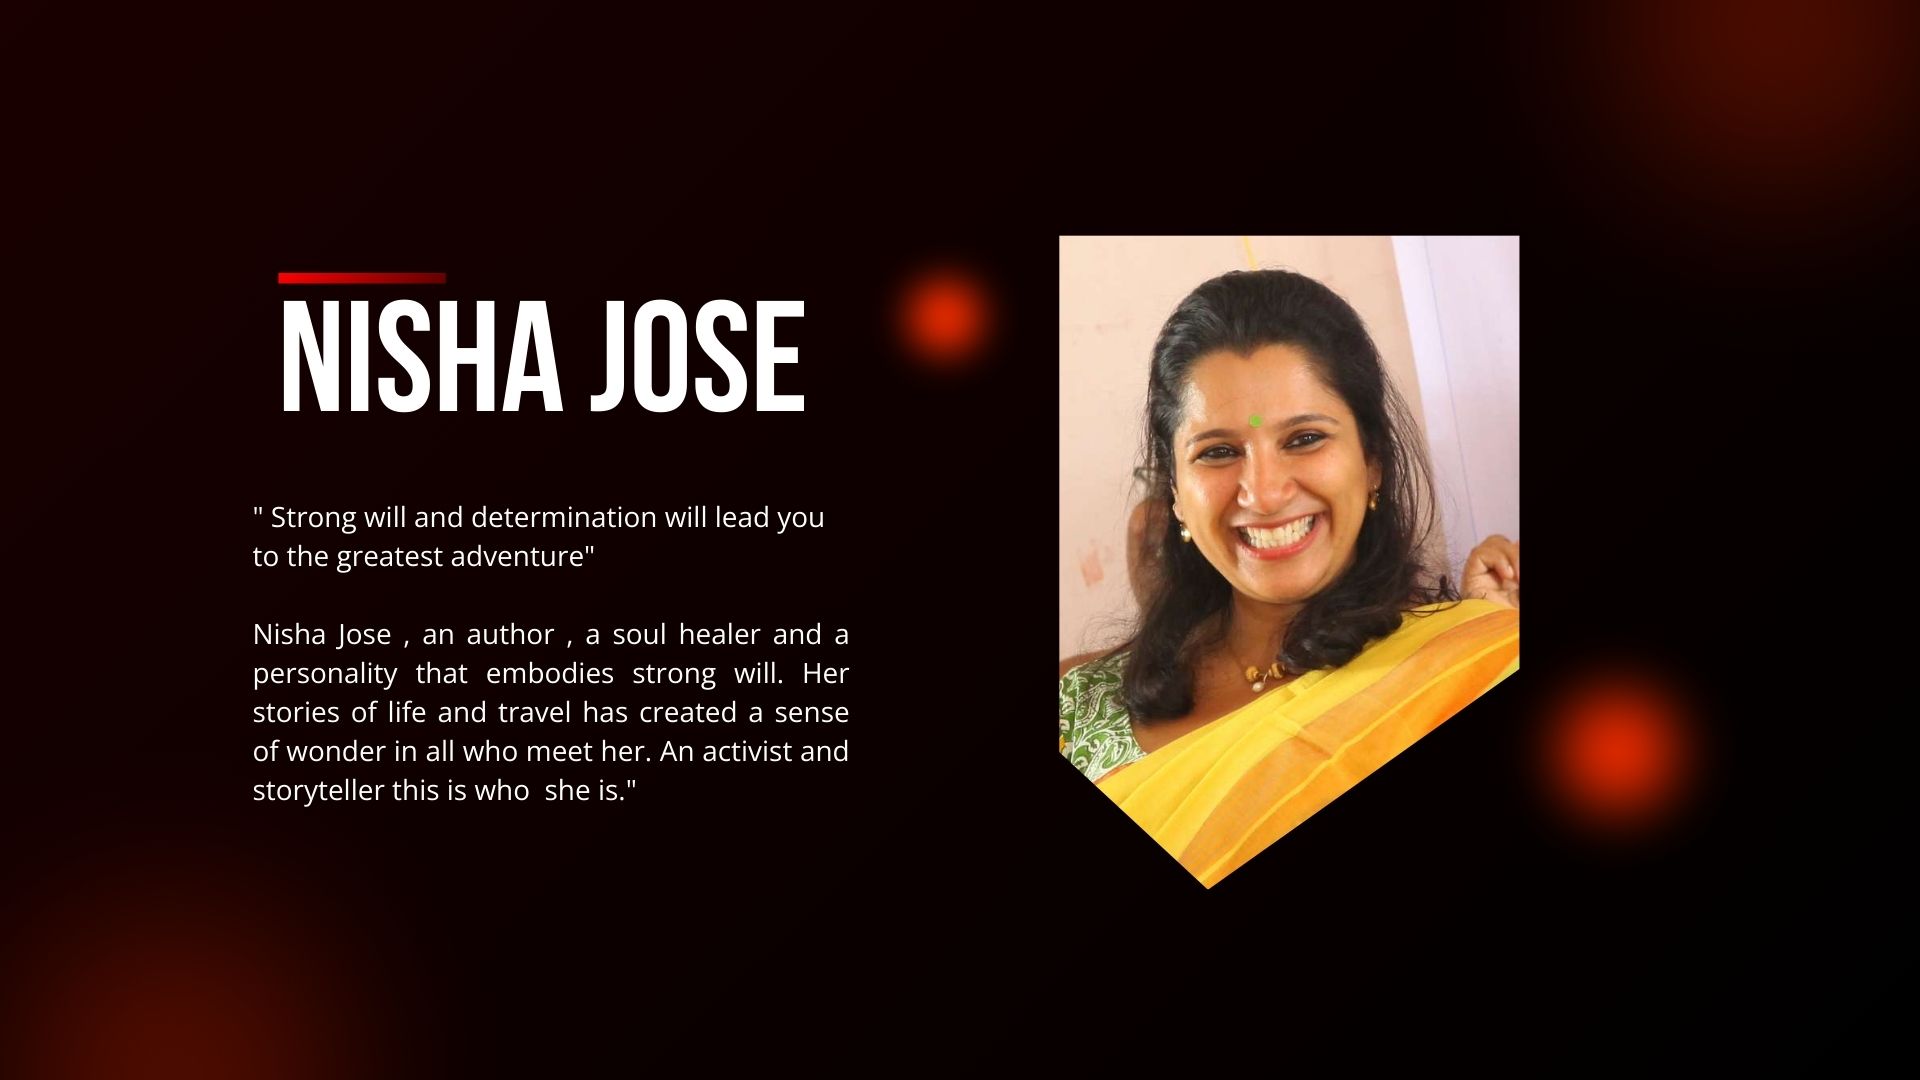 NISHA JOSE
" Strong will and determination will lead you
to the greatest adventure"
Nisha Jose , an author , a soul healer and a
personality that embodies strong will. Her
stories of life and travel has created a sense
of wonder in all who meet her. An activist and
storyteller this is who  she is."